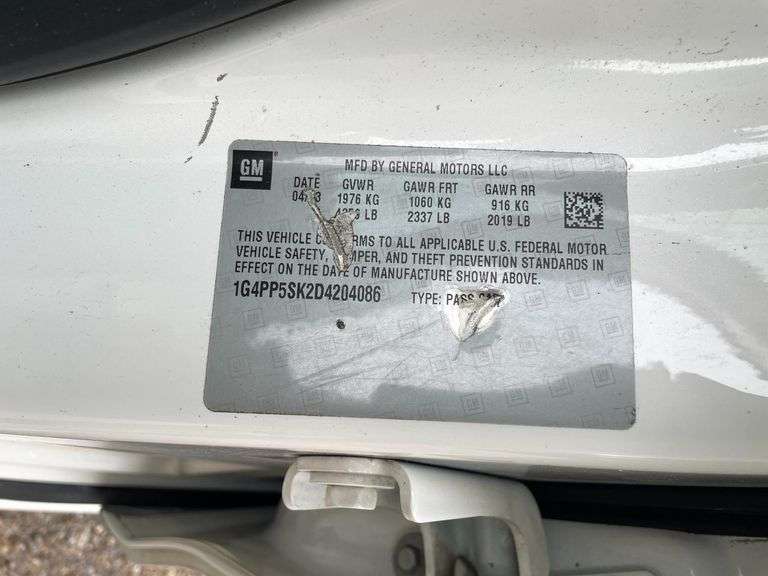 GM
MFD BY GENERAL MOTORS LLC
DATE GVWR GAWR FRT GAWR RR
1976 KG 1060 KG 916 KG
LB 2337 LB 2019 LB
THIS VEHICLE TO ALL APPLICABLE U.S. FEDERAL MOTOR
VEHICLE SAFETY, AND THEFT PREVENTION STANDARDS IN
EFFECT ON THE DATE OF MANUFACTURE SHOWN ABOVE.
1G4PP5SK2D4204086 TYPE: PASS